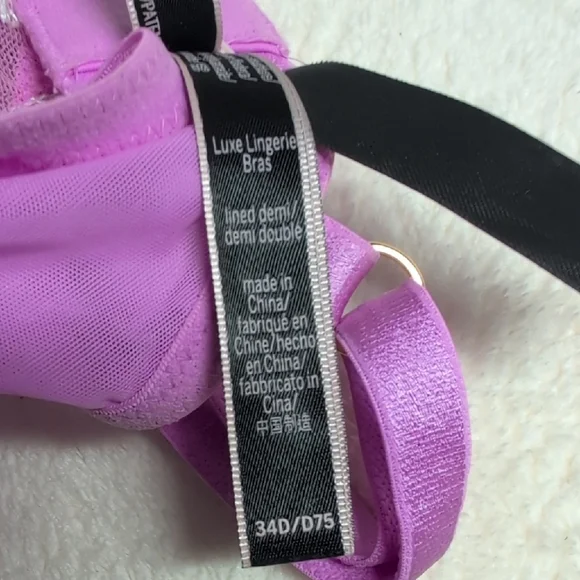 Luxe Lingerie
Bras
lined demi/
demi double
made in
China/
fabriqué en
Chine/hecho
en China/
fabbricato in
Cina/
中国制造
34D/D75